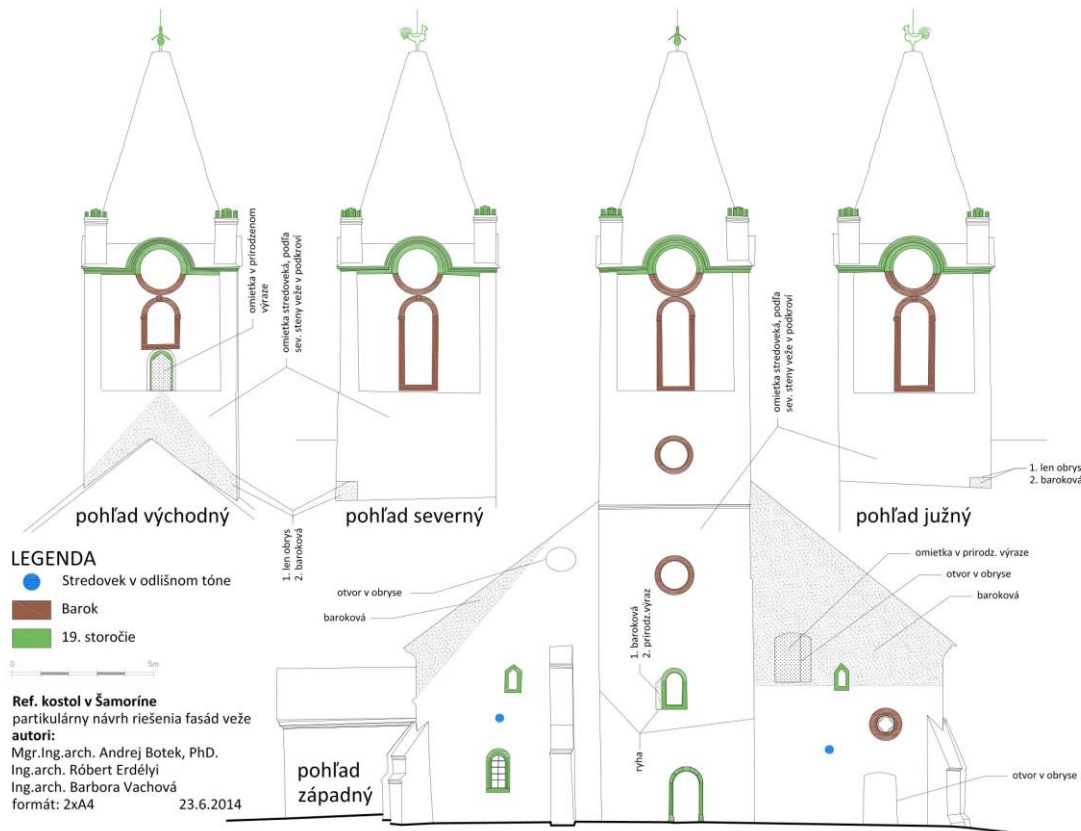 omietka v prirodzenom
výraze
omietka stredoveká, podľa
sev. steny veže v podkroví
omietka stredoveká, podľa
sev. steny veže v podkroví
1. len obrys
2. baroková
pohľad východný
pohľad severný
pohľad južný
1. len obrys
2. baroková
LEGENDA
Stredovek v odlišnom tóne
Barok
19. storočie
0 5m
otvor v obryse
baroková
1. baroková
2. prirodz.výraz
omietka v prirodz. výraze
otvor v obryse
baroková
ryha
otvor v obryse
pohľad
západný
Ref. kostol v Šamoríne
partikulárny návrh riešenia fasád veže
autori:
Mgr.Ing.arch. Andrej Botek, PhD.
Ing.arch. Róbert Erdélyi
Ing.arch. Barbora Vachová
formát: 2xA4 23.6.2014